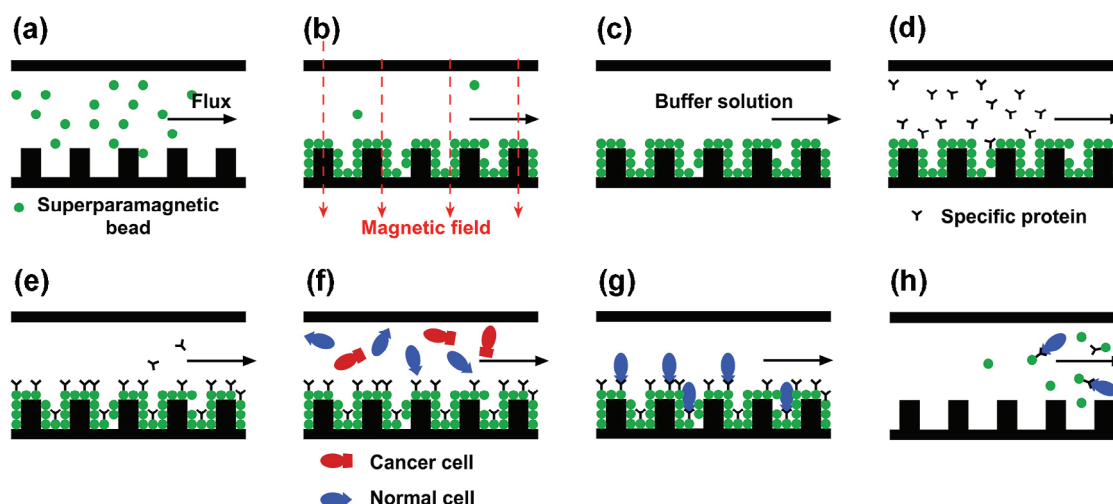 (a)
(b)
(c)
(d)
Flux
Buffer solution
Superparamagnetic
bead
Magnetic field
Specific protein
(e)
(f)
(g)
(h)
Cancer cell
Normal cell